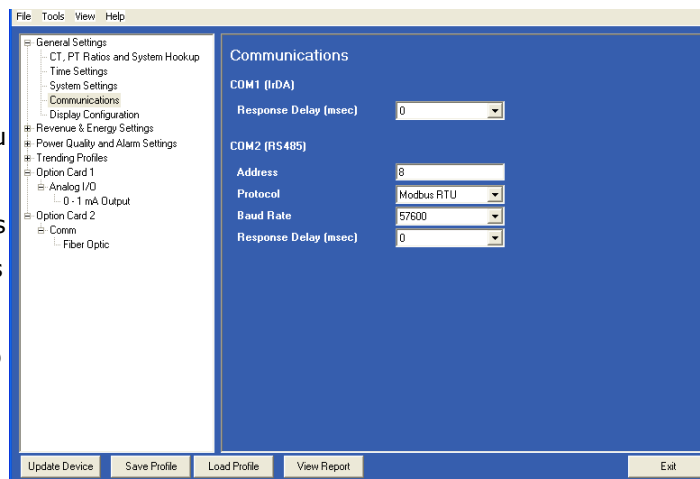 File Tools View Help
General Settings
CT, PT Ratios and System Hookup
Time Settings
System Settings
Communications
Display Configuration
Revenue & Energy Settings
Power Quality and Alarm Settings
Trending Profiles
Option Card 1
Analog I/O
0 - 1 mA Output
Option Card 2
Comm
Fiber Optic
Communications
COM1 (IrDA)
Response Delay (msec) 0
COM2 (RS485)
Address 8
Protocol Modbus RTU
Baud Rate 57600
Response Delay (msec) 0
Update Device Save Profile Load Profile View Report Exit